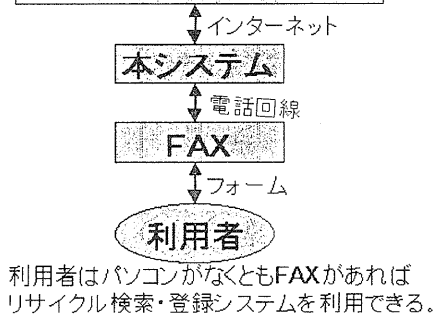 インターネット
本システム
電話回線
FAX
フォーム
利用者
利用者はパソコンがなくともFAXがあれば
リサイクル検索・登録システムを利用できる。